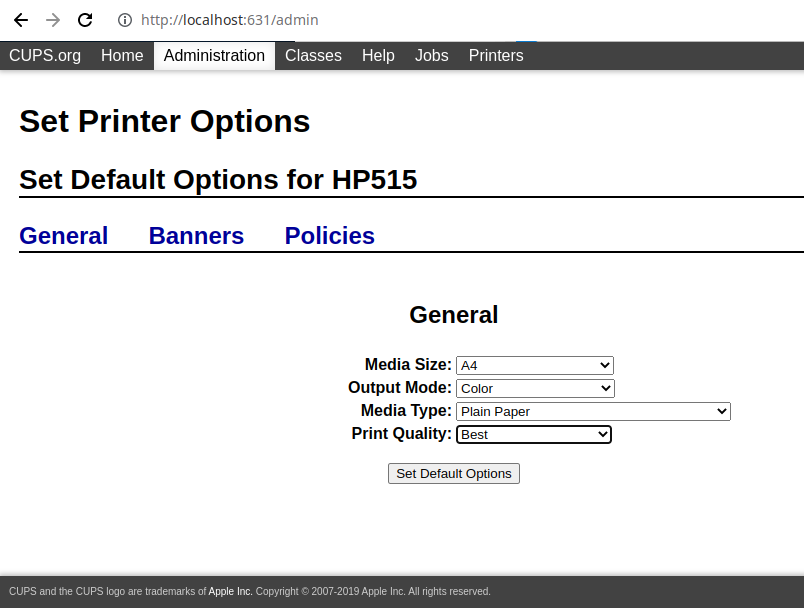 http://localhost:631/admin
CUPS.org Home Administration Classes Help Jobs Printers
Set Printer Options
Set Default Options for HP515
General Banners Policies
General
Media Size: A4
Output Mode: Color
Media Type: Plain Paper
Print Quality: Best
Set Default Options
CUPS and the CUPS logo are trademarks of Apple Inc. Copyright © 2007-2019 Apple Inc. All rights reserved.